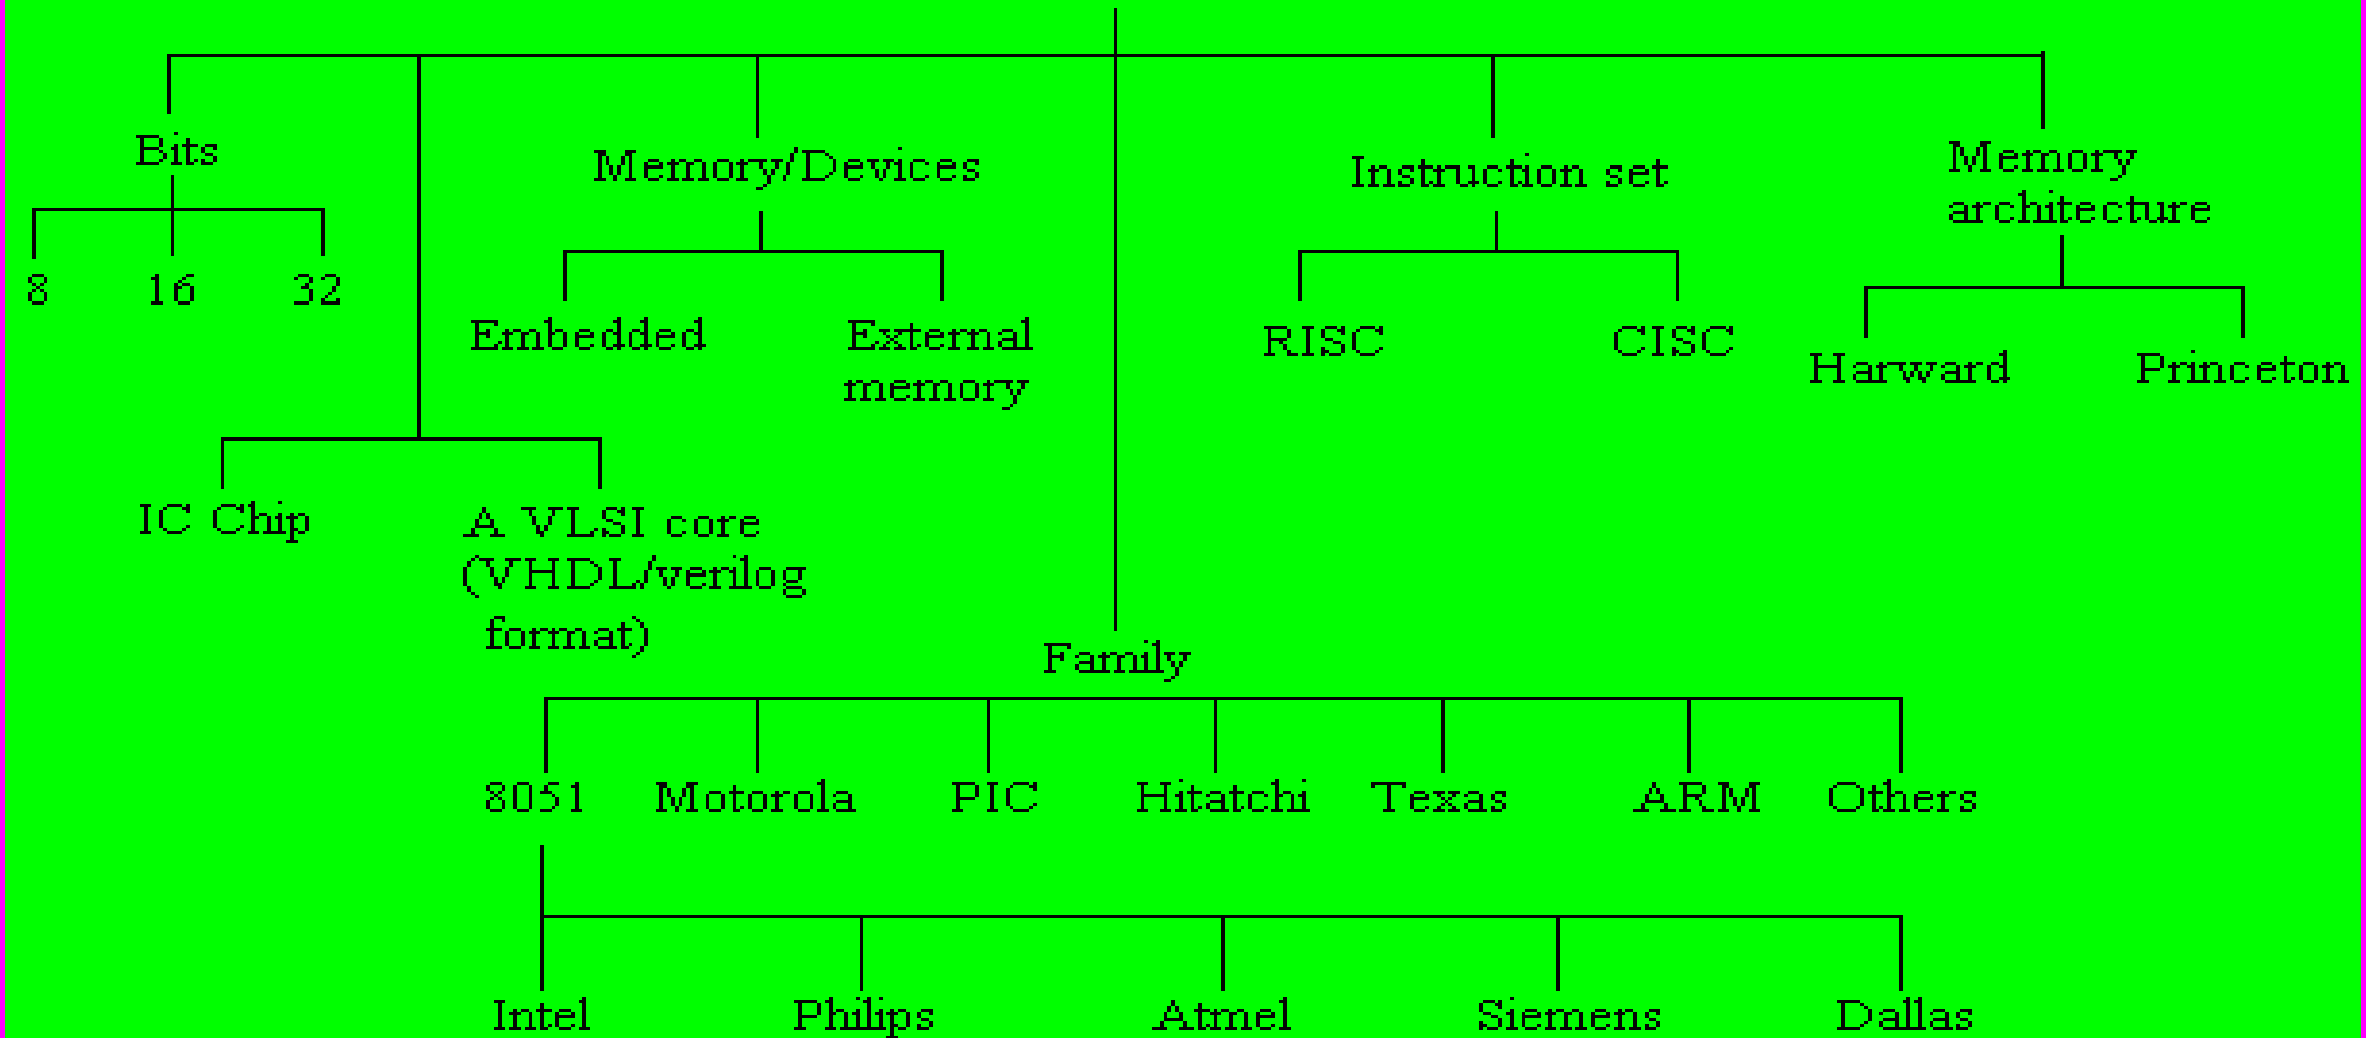 Bits
8
16
32
Memory/Devices
Embedded
External
memory
Instruction set
RISC
CISC
Memory
architecture
Harward
Princeton
IC Chip
A VLSI core
(VHDL/verilog
format)
Family
8051
Motorola
PIC
Hitatchi
Texas
ARM
Others
Intel
Philips
Atmel
Siemens
Dallas